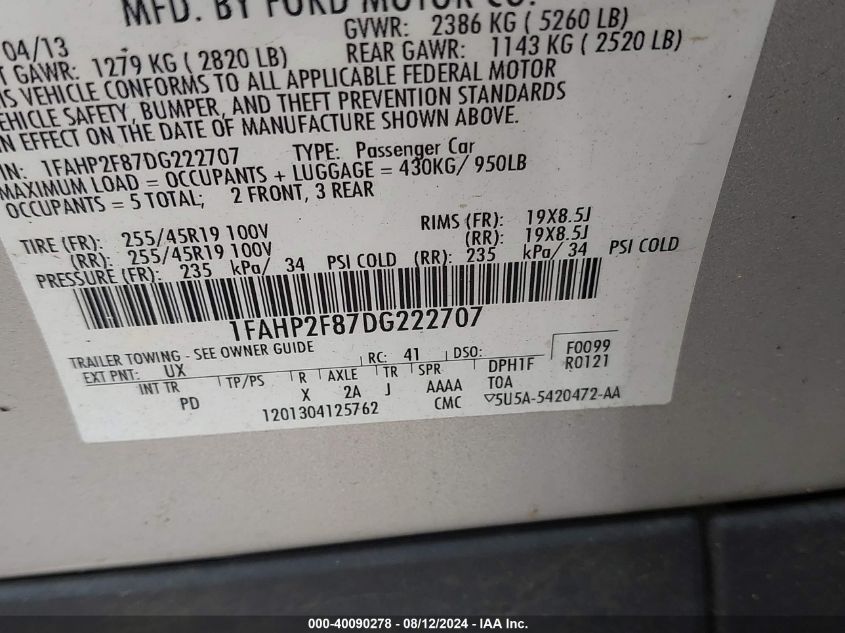 MFD. BY FORD MOTOR CO.
04/13 GVWR: 2386 KG ( 5260 LB)
T GAWR: 1279 KG ( 2820 LB) REAR GAWR: 1143 KG ( 2520 LB)
IS VEHICLE CONFORMS TO ALL APPLICABLE FEDERAL MOTOR
EHICLE SAFETY, BUMPER, AND THEFT PREVENTION STANDARDS
N EFFECT ON THE DATE OF MANUFACTURE SHOWN ABOVE.
IN: 1FAHP2F87DG222707 TYPE: Passenger Car
MAXIMUM LOAD = OCCUPANTS + LUGGAGE = 430KG/ 950LB
OCCUPANTS = 5 TOTAL; 2 FRONT, 3 REAR
TIRE (FR): 255/45R19 100V RIMS (FR): 19X8.5J
(RR): 255/45R19 100V (RR): 19X8.5J
PRESSURE (FR): 235 kPa/ 34 PSI COLD (RR): 235 kPa/ 34 PSI COLD
1FAHP2F87DG222707
TRAILER TOWING - SEE OWNER GUIDE
EXT PNT: UX RC: 41 DSO: F0099
INT TR TP/PS R AXLE TR SPR DPH1F R0121
PD X 2A J AAAA T0A
1201304125762 CMC ▽5U5A-5420472-AA
000-40090278 - 08/12/2024 - IAA Inc.